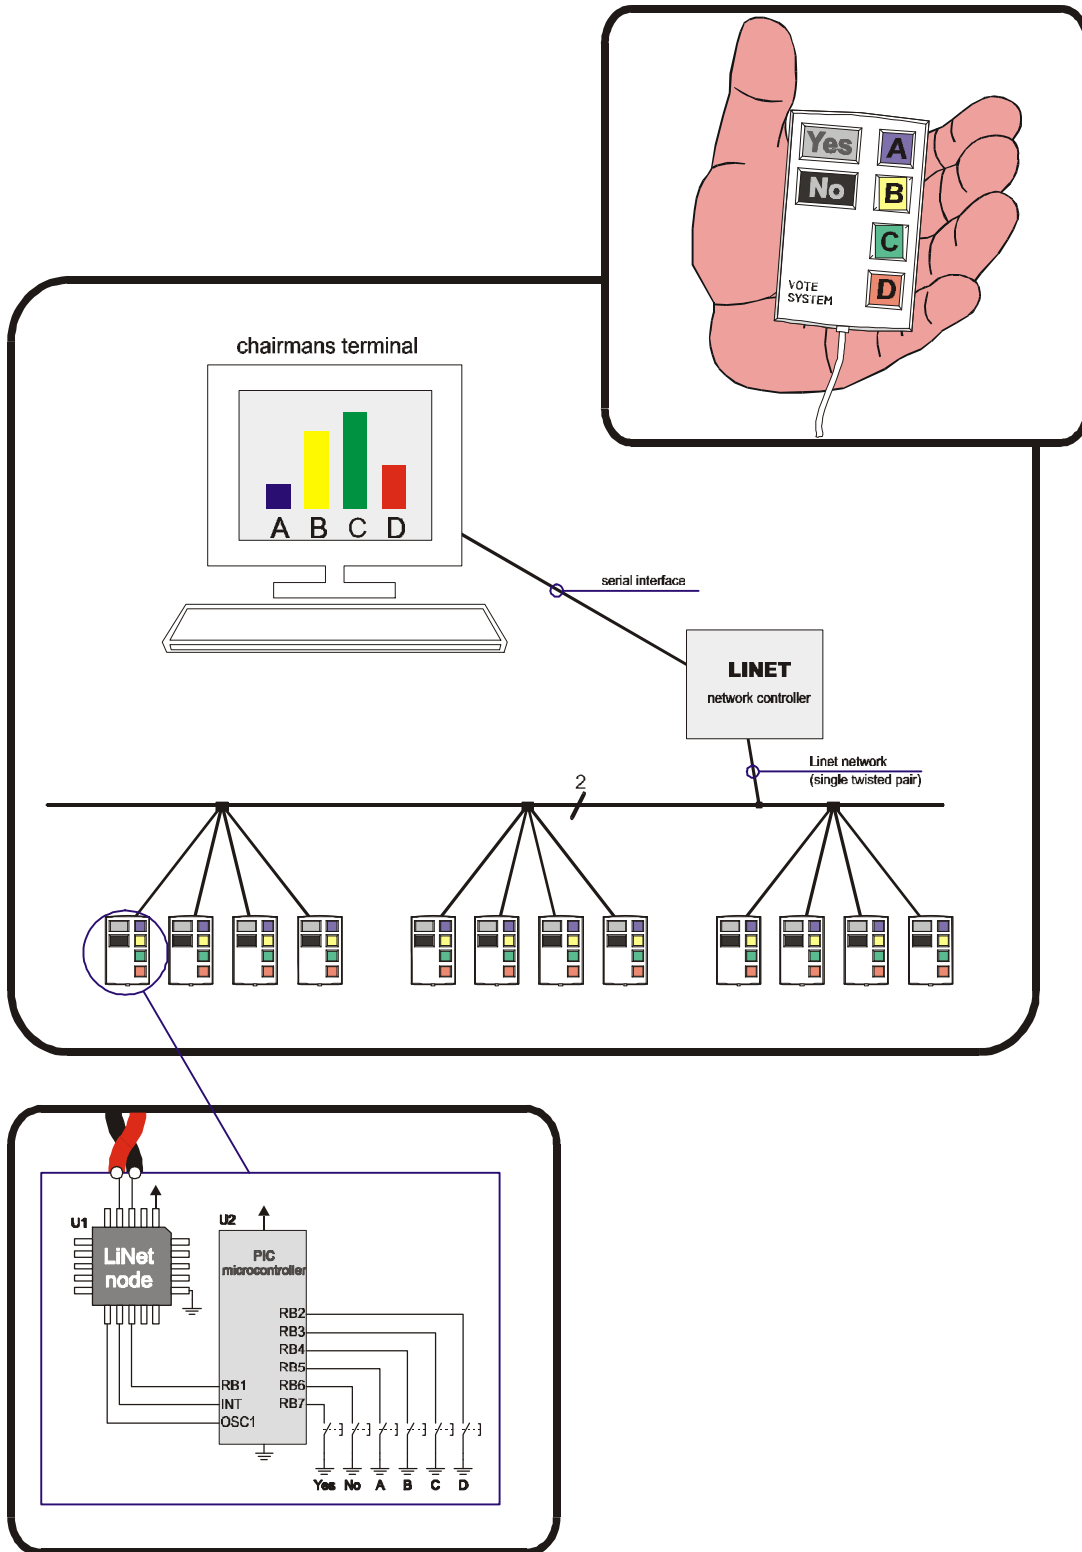 Yes
A
No
B
C
D
VOTE
SYSTEM
chairmans terminal
A B C D
serial interface
LINET
network controller
Linet network
(single twisted pair)
2
U1
LiNet
node
U2
PIC
microcontroller
RB2
RB3
RB4
RB5
RB1 RB6
INT RB7
OSC1
Yes No A B C D